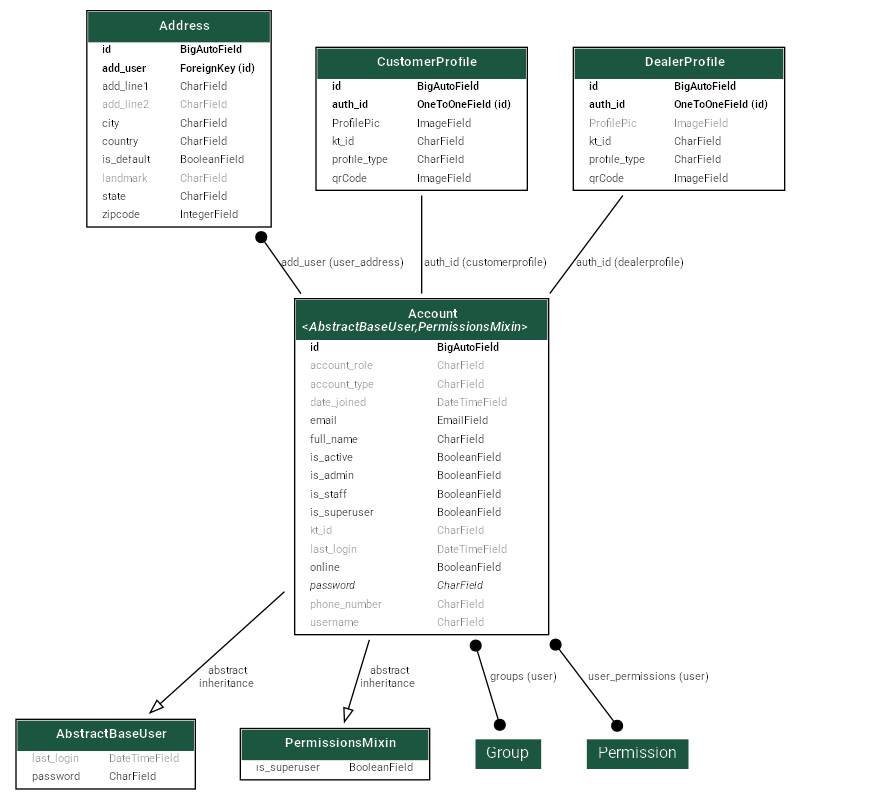 Address
id BigAutoField
add_user ForeignKey (id)
add_line1 CharField
add_line2 CharField
city CharField
country CharField
is_default BooleanField
landmark CharField
state CharField
zipcode IntegerField
CustomerProfile
id BigAutoField
auth_id OneToOneField (id)
ProfilePic ImageField
kt_id CharField
profile_type CharField
qrCode ImageField
DealerProfile
id BigAutoField
auth_id OneToOneField (id)
ProfilePic ImageField
kt_id CharField
profile_type CharField
qrCode ImageField
add_user (user_address)
auth_id (customerprofile)
auth_id (dealerprofile)
Account
<AbstractBaseUser,PermissionsMixin>
id BigAutoField
account_role CharField
account_type CharField
date_joined DateTimeField
email EmailField
full_name CharField
is_active BooleanField
is_admin BooleanField
is_staff BooleanField
is_superuser BooleanField
kt_id CharField
last_login DateTimeField
online BooleanField
password CharField
phone_number CharField
username CharField
abstract
inheritance
abstract
inheritance
groups (user)
user_permissions (user)
AbstractBaseUser
last_login DateTimeField
password CharField
PermissionsMixin
is_superuser BooleanField
Group
Permission